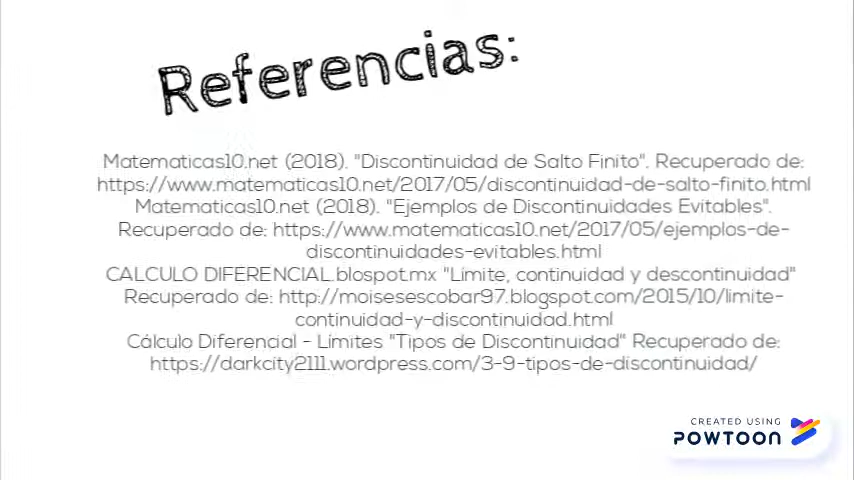 Referencias:
Matematicas10.net (2018). "Discontinuidad de Salto Finito". Recuperado de:
https://www.matematicas10.net/2017/05/discontinuidad-de-salto-finito.html
Matematicas10.net (2018). "Ejemplos de Discontinuidades Evitables".
Recuperado de: https://www.matematicas10.net/2017/05/ejemplos-de-
discontinuidades-evitables.html
CALCULO DIFERENCIAL.blospot.mx "Límite, continuidad y descontinuidad"
Recuperado de: http://moisesescobar97.blogspot.com/2015/10/limite-
continuidad-y-discontinuidad.html
Cálculo Diferencial - Límites "Tipos de Discontinuidad" Recuperado de:
https://darkcity2111.wordpress.com/3-9-tipos-de-discontinuidad/
CREATED USING
POWTOON